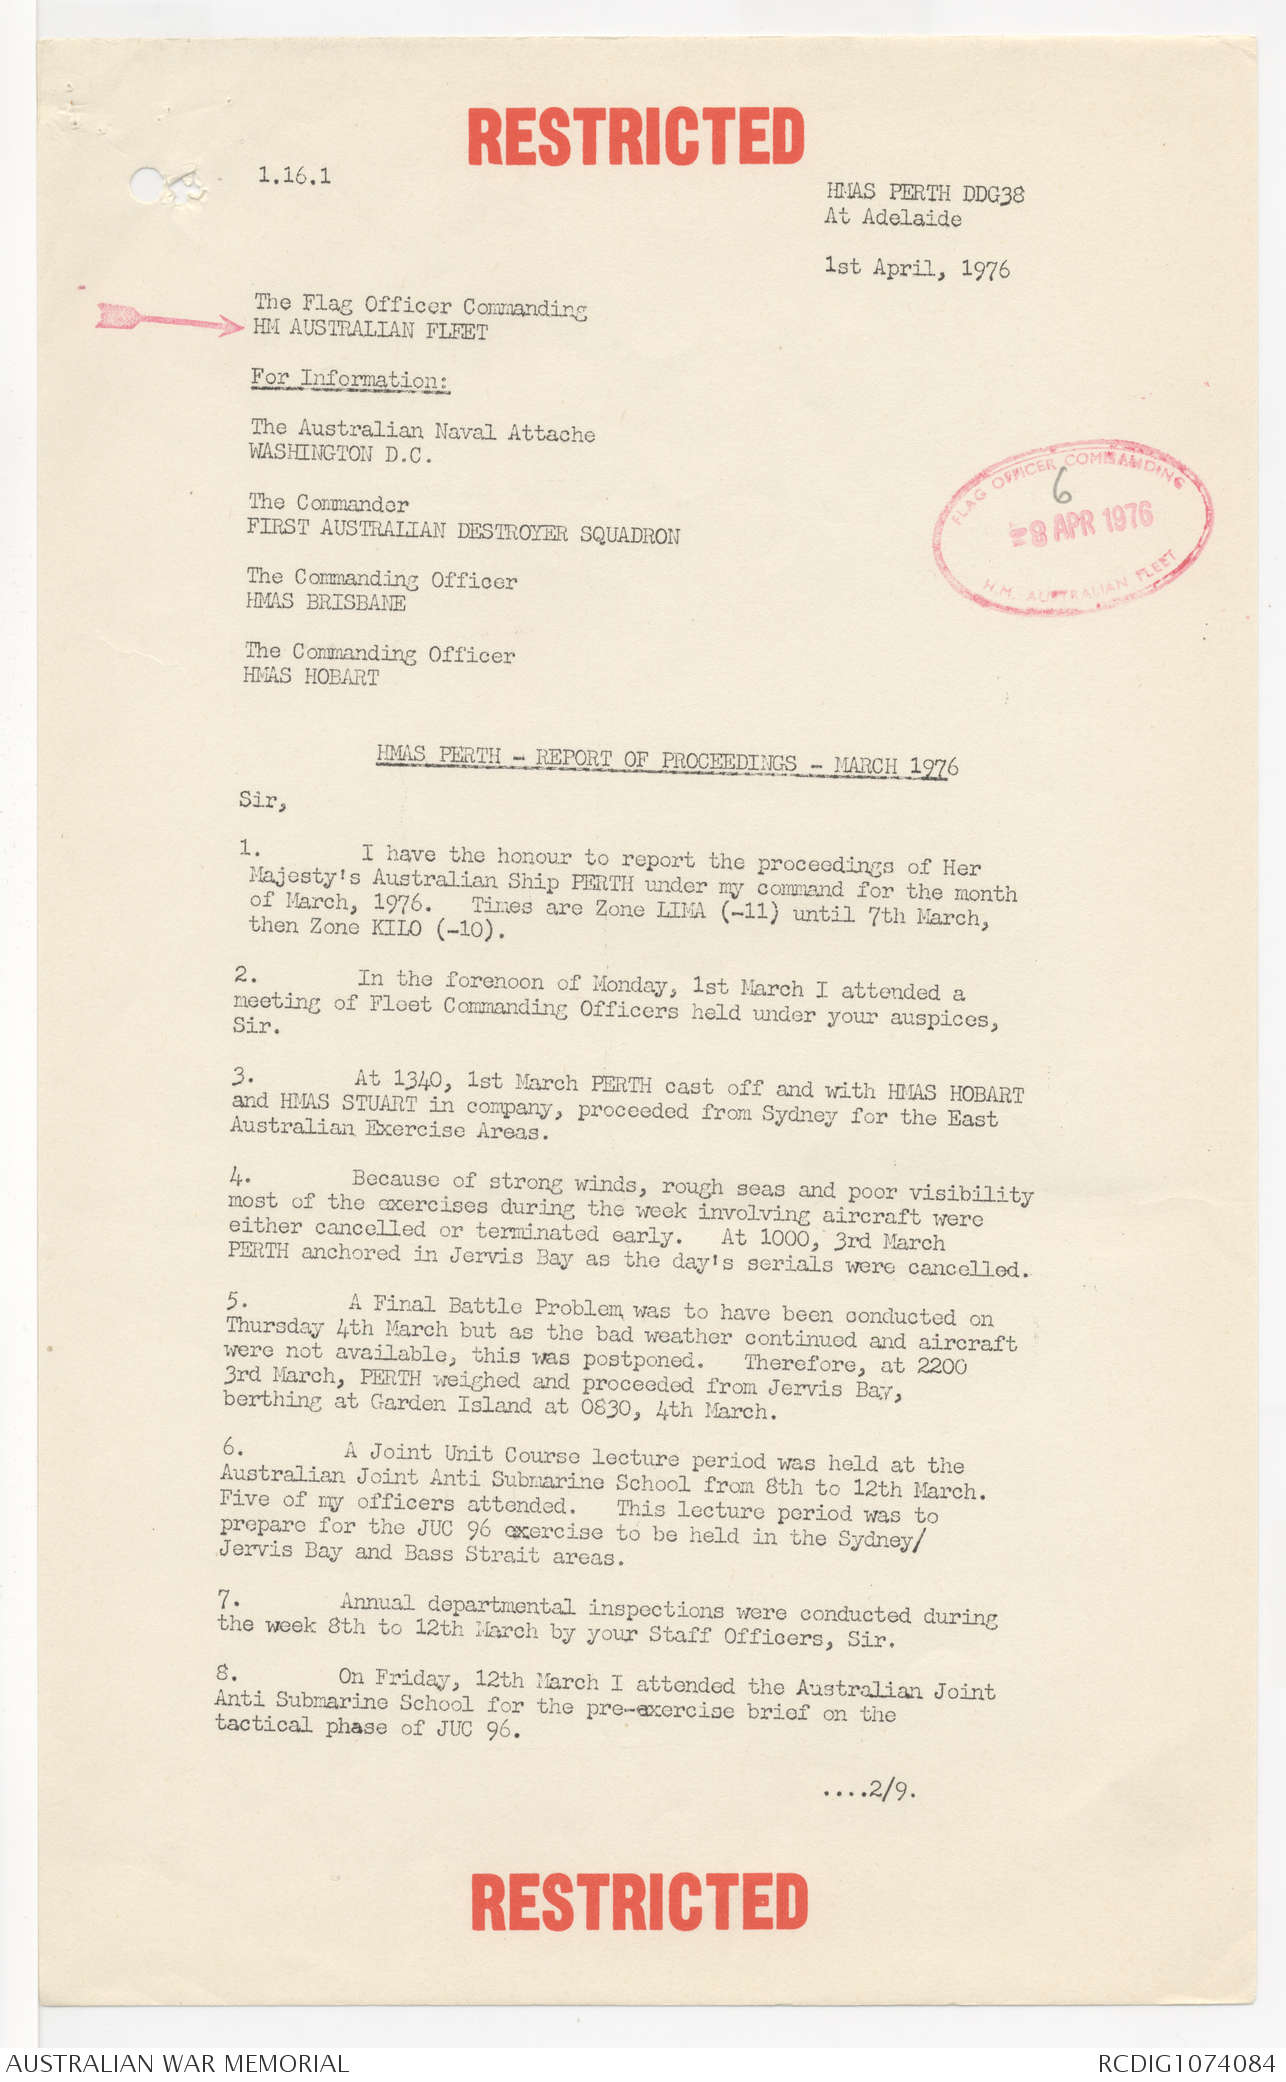 RESTRICTED
1.16.1
HMAS PERTH DDG38
At Adelaide
1st April, 1976
The Flag Officer Commanding
HM AUSTRALIAN FLEET
For Information:
The Australian Naval Attache
WASHINGTON D.C.
The Commander
FIRST AUSTRALIAN DESTROYER SQUADRON
The Commanding Officer
HMAS BRISBANE
The Commanding Officer
HMAS HOBART
FLAG OFFICER COMMANDING
6
8 APR 1976
H.M. AUSTRALIAN FLEET
HMAS PERTH - REPORT OF PROCEEDINGS - MARCH 1976
Sir,
1. I have the honour to report the proceedings of Her
Majesty's Australian Ship PERTH under my command for the month
of March, 1976. Times are Zone LIMA (-11) until 7th March,
then Zone KILO (-10).
2. In the forenoon of Monday, 1st March I attended a
meeting of Fleet Commanding Officers held under your auspices,
Sir.
3. At 1340, 1st March PERTH cast off and with HMAS HOBART
and HMAS STUART in company, proceeded from Sydney for the East
Australian Exercise Areas.
4. Because of strong winds, rough seas and poor visibility
most of the exercises during the week involving aircraft were
either cancelled or terminated early. At 1000, 3rd March
PERTH anchored in Jervis Bay as the day's serials were cancelled.
5. A Final Battle Problem was to have been conducted on
Thursday 4th March but as the bad weather continued and aircraft
were not available, this was postponed. Therefore, at 2200
3rd March, PERTH weighed and proceeded from Jervis Bay,
berthing at Garden Island at 0830, 4th March.
6. A Joint Unit Course lecture period was held at the
Australian Joint Anti Submarine School from 8th to 12th March.
Five of my officers attended. This lecture period was to
prepare for the JUC 96 exercise to be held in the Sydney/
Jervis Bay and Bass Strait areas.
7. Annual departmental inspections were conducted during
the week 8th to 12th March by your Staff Officers, Sir.
8. On Friday, 12th March I attended the Australian Joint
Anti Submarine School for the pre-exercise brief on the
tactical phase of JUC 96.
....2/9.
RESTRICTED
AUSTRALIAN WAR MEMORIAL
RCDIG1074084